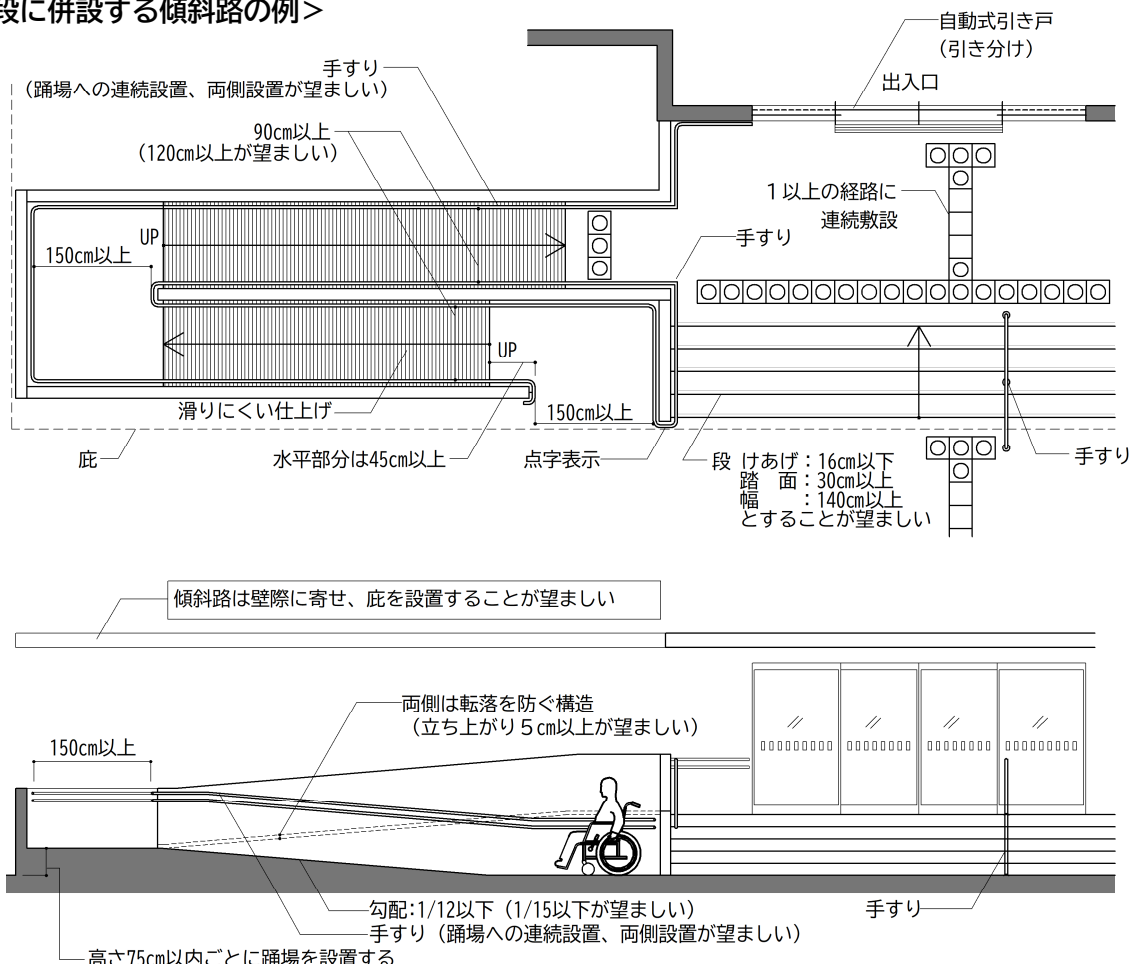 段に併設する傾斜路の例＞
自動式引き戸
(引き分け)
出入口
手すり
（踊場への連続設置、両側設置が望ましい）
90cm以上
（120cm以上が望ましい）
１以上の経路に
連続敷設
手すり
UP
150cm以上
UP
滑りにくい仕上げ
150cm以上
庇
水平部分は45cm以上
点字表示
段 けあげ：16cm以下
踏　面：30cm以上
幅　　：140cm以上
とすることが望ましい
手すり
傾斜路は壁際に寄せ、庇を設置することが望ましい
両側は転落を防ぐ構造
（立ち上がり５cm以上が望ましい）
150cm以上
勾配：1/12以下（1/15以下が望ましい）
手すり
手すり（踊場への連続設置、両側設置が望ましい）
高さ75cm以内ごとに踊場を設置する